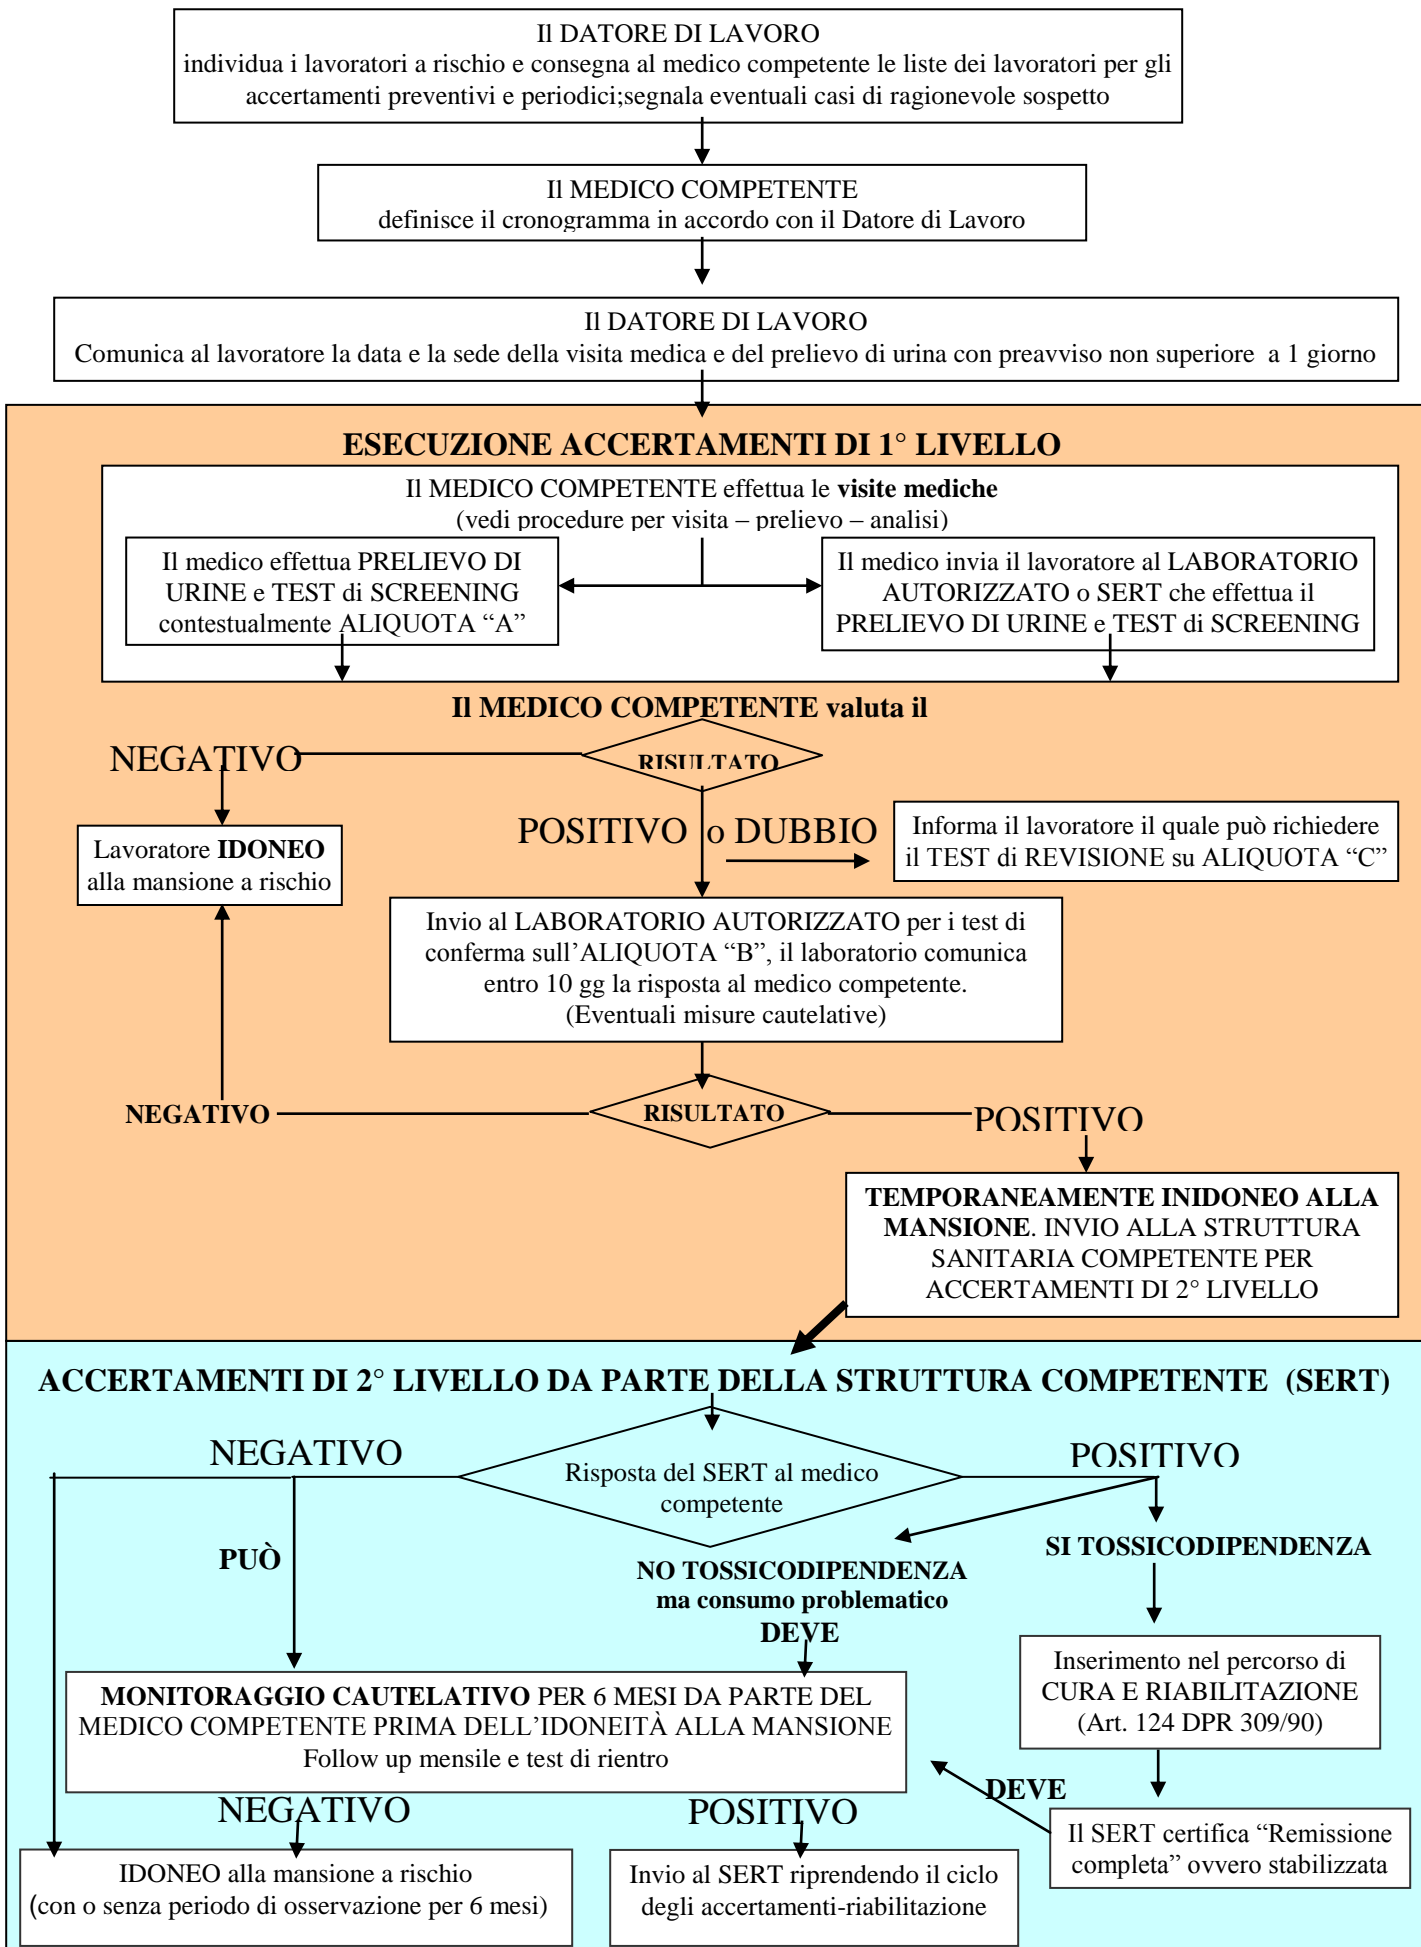 Il DATORE DI LAVORO
individua i lavoratori a rischio e consegna al medico competente le liste dei lavoratori per gli
accertamenti preventivi e periodici;segnala eventuali casi di ragionevole sospetto
Il MEDICO COMPETENTE
definisce il cronogramma in accordo con il Datore di Lavoro
Il DATORE DI LAVORO
Comunica al lavoratore la data e la sede della visita medica e del prelievo di urina con preavviso non superiore a 1 giorno
ESECUZIONE ACCERTAMENTI DI 1° LIVELLO
Il MEDICO COMPETENTE effettua le visite mediche
(vedi procedure per visita – prelievo – analisi)
Il medico effettua PRELIEVO DI
URINE e TEST di SCREENING
contestualmente ALIQUOTA “A”
Il medico invia il lavoratore al LABORATORIO
AUTORIZZATO o SERT che effettua il
PRELIEVO DI URINE e TEST di SCREENING
Il MEDICO COMPETENTE valuta il
NEGATIVO
RISULTATO
POSITIVO o DUBBIO
Informa il lavoratore il quale può richiedere
il TEST di REVISIONE su ALIQUOTA “C”
Lavoratore IDONEO
alla mansione a rischio
Invio al LABORATORIO AUTORIZZATO per i test di
conferma sull’ALIQUOTA “B”, il laboratorio comunica
entro 10 gg la risposta al medico competente.
(Eventuali misure cautelative)
NEGATIVO
RISULTATO
POSITIVO
TEMPORANEAMENTE INIDONEO ALLA
MANSIONE. INVIO ALLA STRUTTURA
SANITARIA COMPETENTE PER
ACCERTAMENTI DI 2° LIVELLO
ACCERTAMENTI DI 2° LIVELLO DA PARTE DELLA STRUTTURA COMPETENTE (SERT)
NEGATIVO
Risposta del SERT al medico
competente
POSITIVO
PUÒ
NO TOSSICODIPENDENZA
ma consumo problematico
DEVE
SI TOSSICODIPENDENZA
Inserimento nel percorso di
CURA E RIABILITAZIONE
(Art. 124 DPR 309/90)
MONITORAGGIO CAUTELATIVO PER 6 MESI DA PARTE DEL
MEDICO COMPETENTE PRIMA DELL’IDONEITÀ ALLA MANSIONE
Follow up mensile e test di rientro
DEVE
NEGATIVO
POSITIVO
Il SERT certifica “Remissione
completa” ovvero stabilizzata
IDONEO alla mansione a rischio
(con o senza periodo di osservazione per 6 mesi)
Invio al SERT riprendendo il ciclo
degli accertamenti-riabilitazione